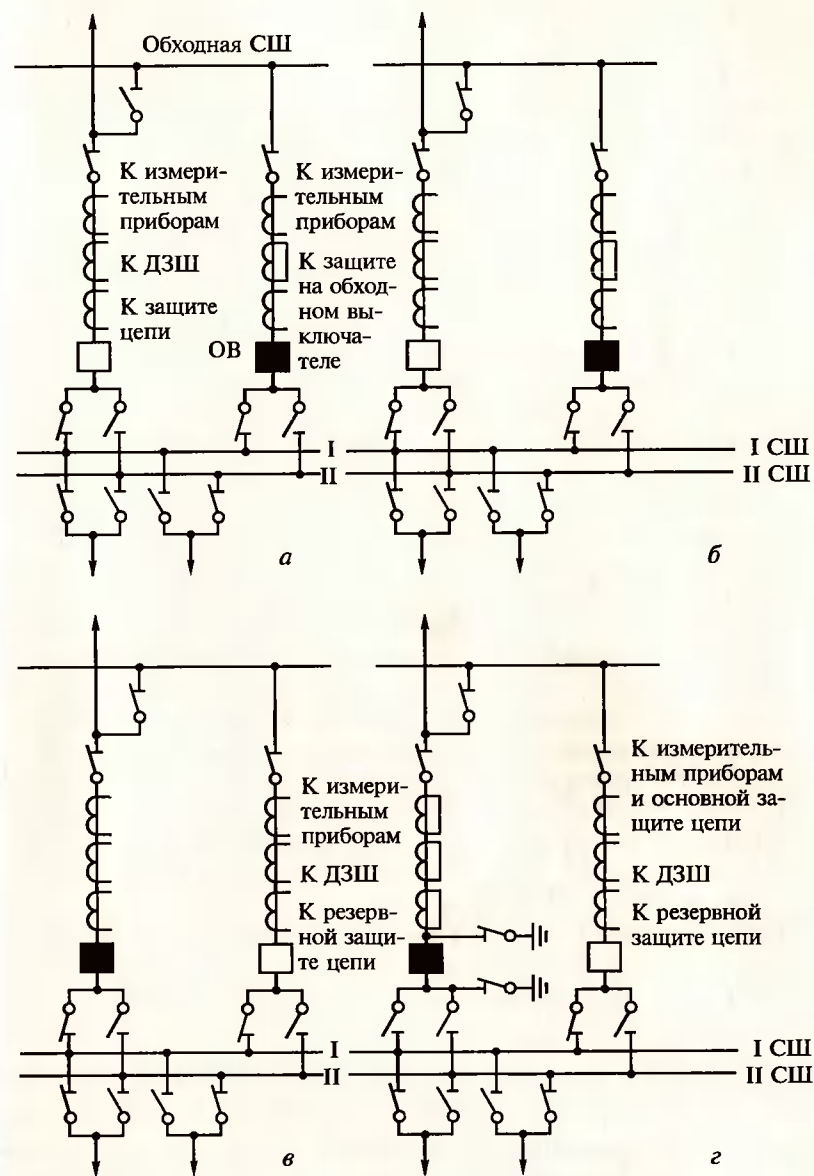 Обходная СШ
К измери-
тельным
приборам
К ДЗШ
К защите
цепи
К измери-
тельным
приборам
К защите
на обход-
ном вы-
ключа-
теле
ОВ
I
II
а
I СШ
II СШ
б
К измери-
тельным
приборам
К ДЗШ
К резерв-
ной защи-
те цепи
I
II
в
К измеритель-
ным приборам
и основной за-
щите цепи
К ДЗШ
К резервной
защите цепи
I СШ
II СШ
г